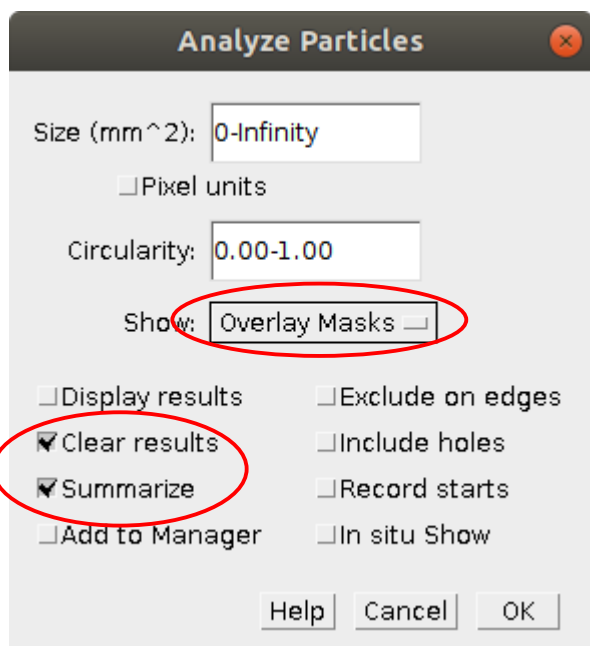 Analyze Particles
Size (mm^2): 0-Infinity
Pixel units
Circularity: 0.00-1.00
Show: Overlay Masks
Display results Exclude on edges
Clear results Include holes
Summarize Record starts
Add to Manager In situ Show
Help Cancel OK